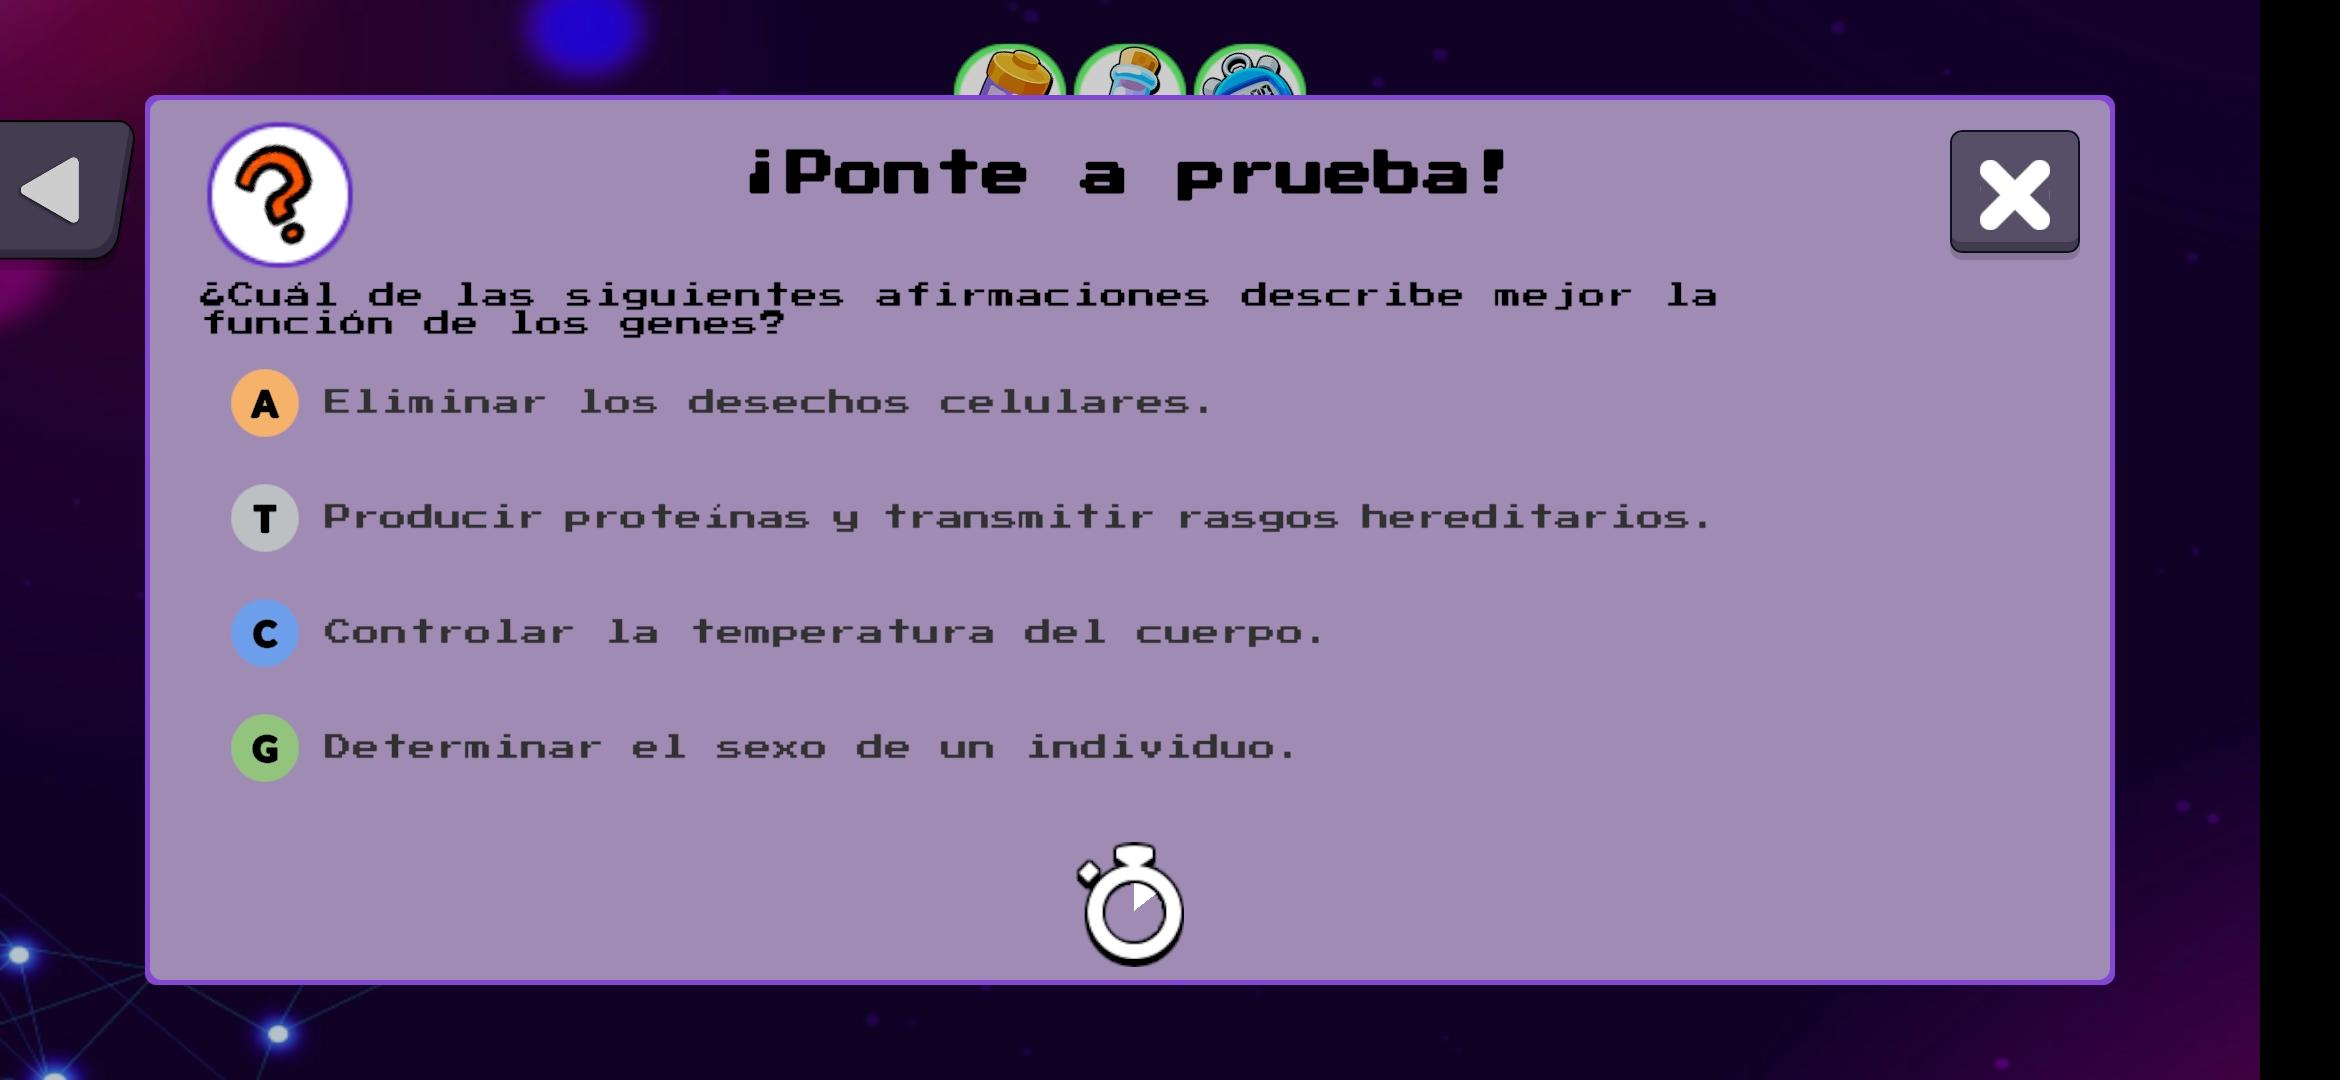 ¡Ponte a prueba!
¿Cuál de las siguientes afirmaciones describe mejor la
función de los genes?
A Eliminar los desechos celulares.
T Producir proteínas y transmitir rasgos hereditarios.
C Controlar la temperatura del cuerpo.
G Determinar el sexo de un individuo.